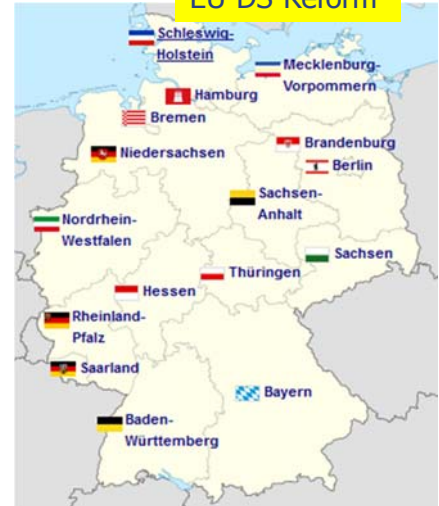 EU DS Reform
Schleswig-
Holstein
Mecklenburg-
Vorpommern
Hamburg
Bremen
Brandenburg
Niedersachsen
Berlin
Sachsen-
Anhalt
Nordrhein-
Westfalen
Sachsen
Thüringen
Hessen
Rheinland-
Pfalz
Saarland
Bayern
Baden-
Württemberg